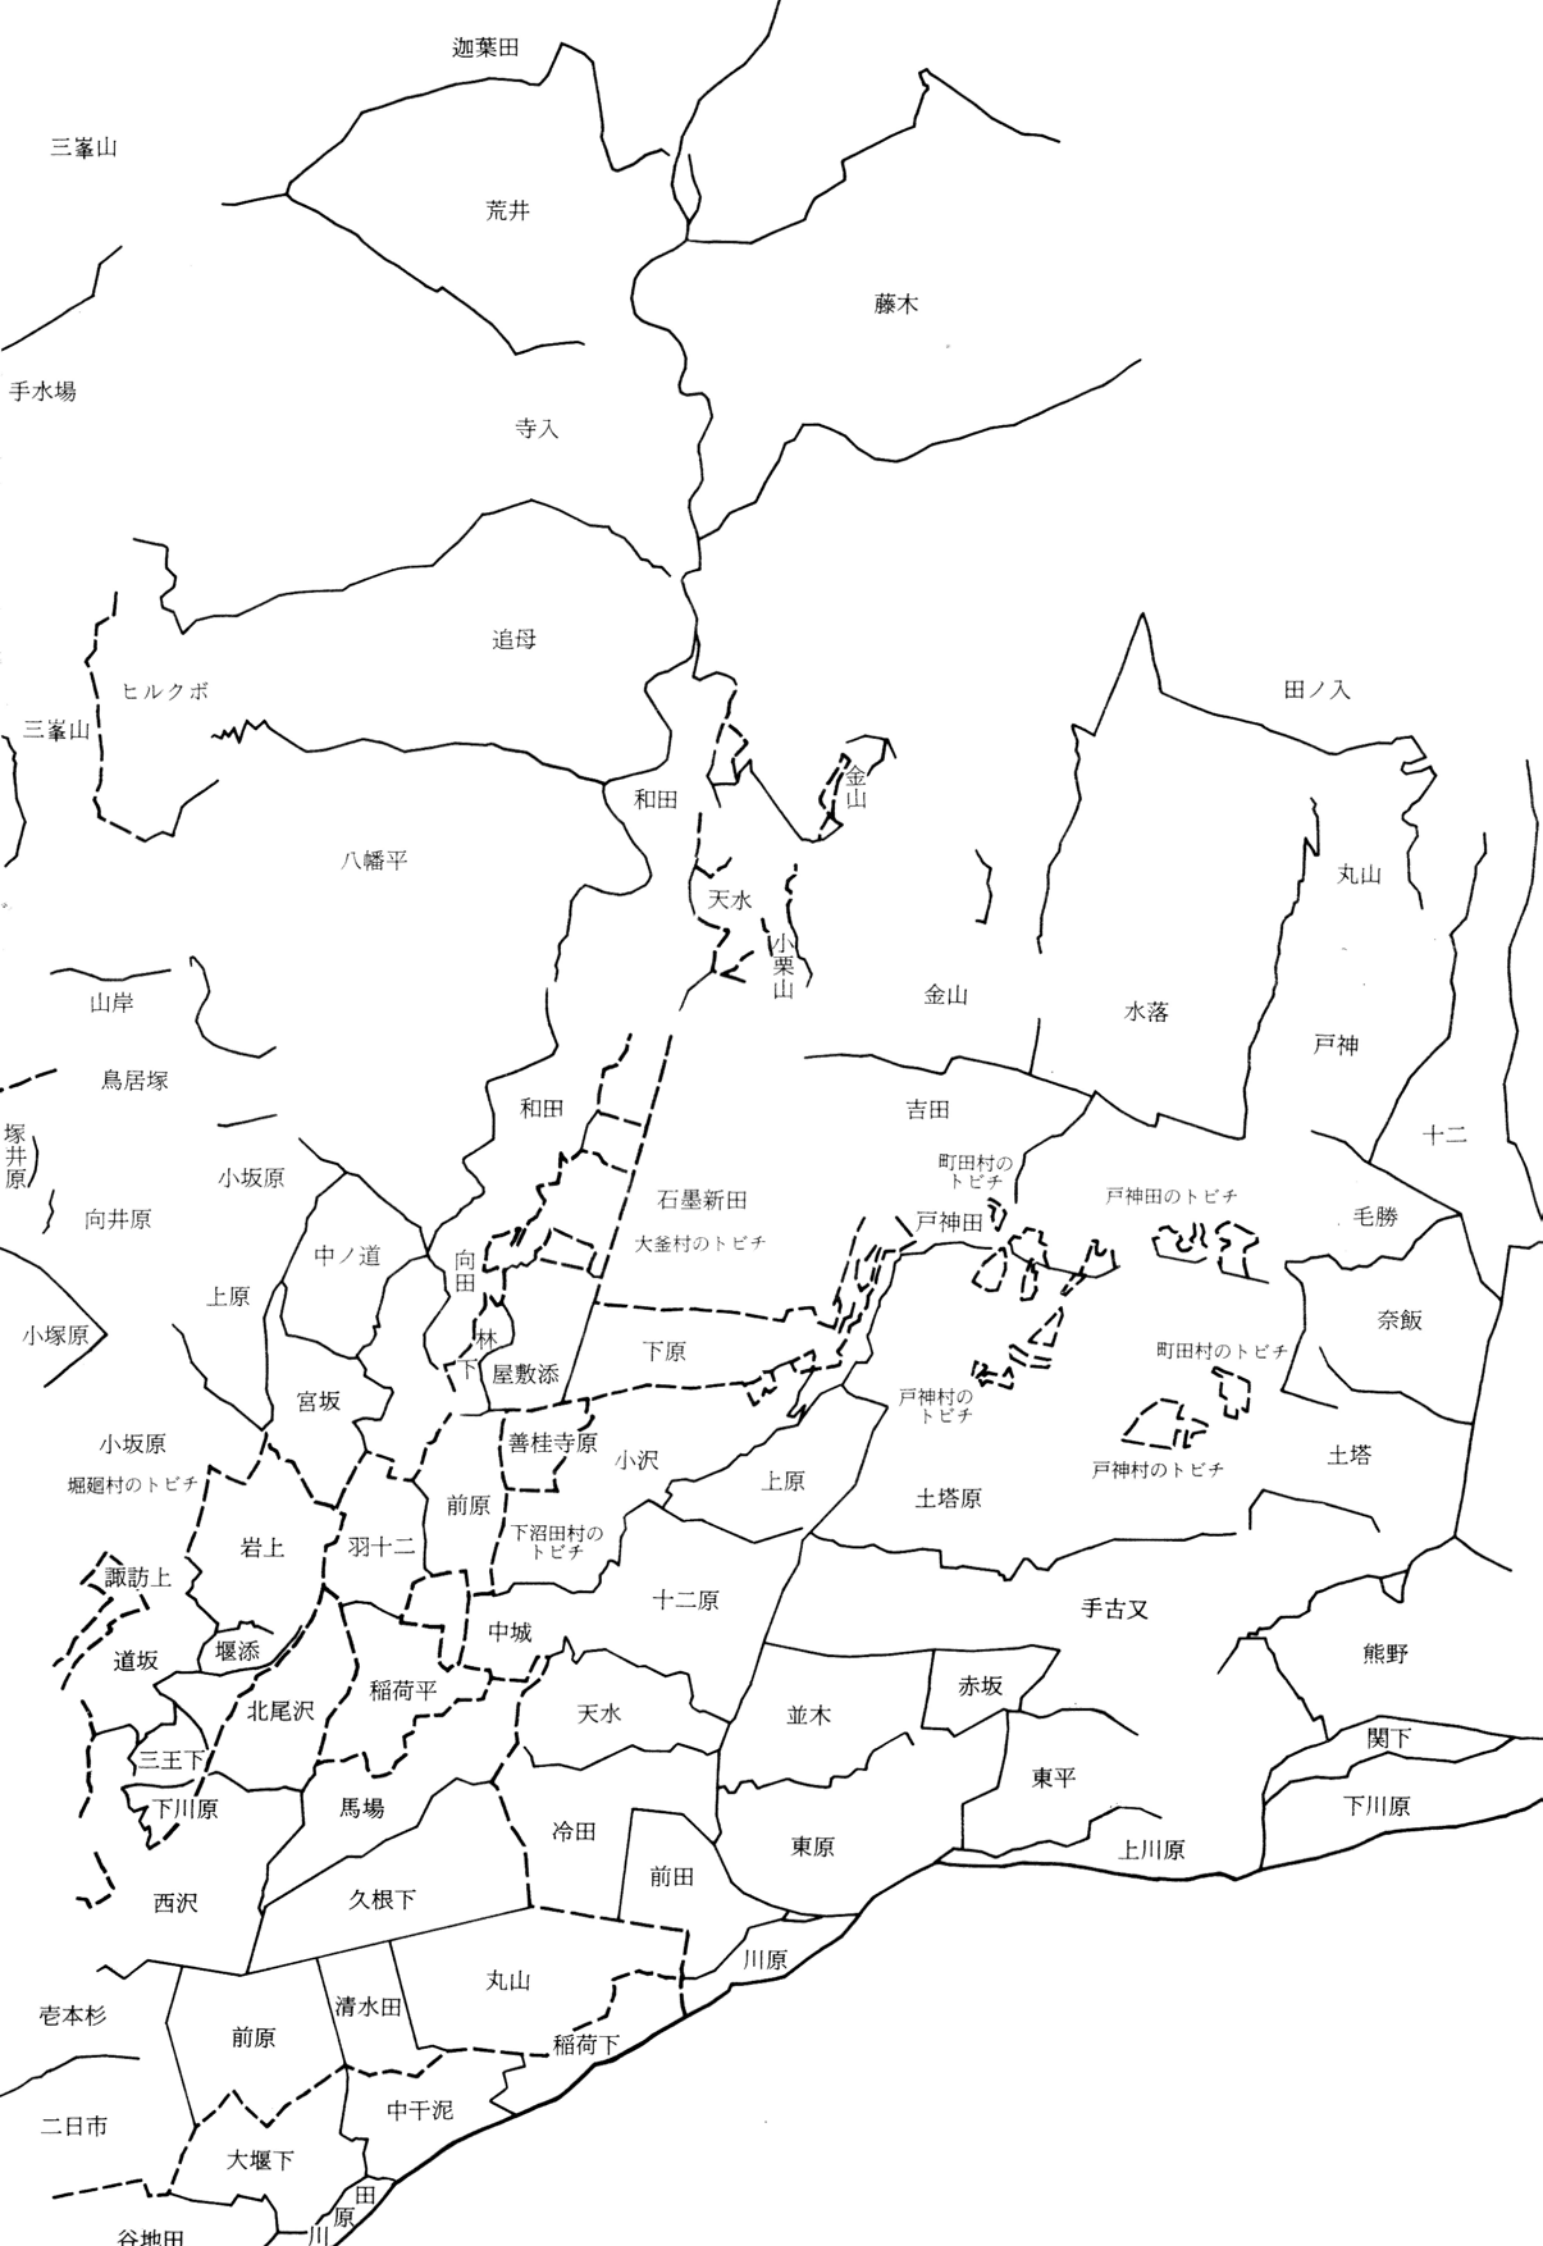 迦葉田
三峯山
荒井
藤木
手水場
寺入
追母
ヒルクボ
田ノ入
三峯山
金山
和田
八幡平
丸山
天水
小栗山
金山
山岸
水落
戸神
鳥居塚
和田
吉田
十二
塚井原
町田村の
トビチ
小坂原
石墨新田
戸神田のトビチ
向井原
戸神田
毛勝
大釜村のトビチ
中ノ道
向田
上原
奈飯
小塚原
林下
下原
町田村のトビチ
屋敷添
宮坂
戸神村の
トビチ
小坂原
善桂寺原
小沢
土塔
戸神村のトビチ
堀廻村のトビチ
上原
前原
土塔原
下沼田村の
トビチ
岩上
羽十二
諏訪上
十二原
手古又
中城
堰添
道坂
熊野
稲荷平
赤坂
北尾沢
天水
並木
関下
三王下
東平
下川原
下川原
馬場
冷田
東原
上川原
前田
西沢
久根下
川原
丸山
清水田
壱本杉
前原
稲荷下
中干泥
二日市
大堰下
川原田
谷地田